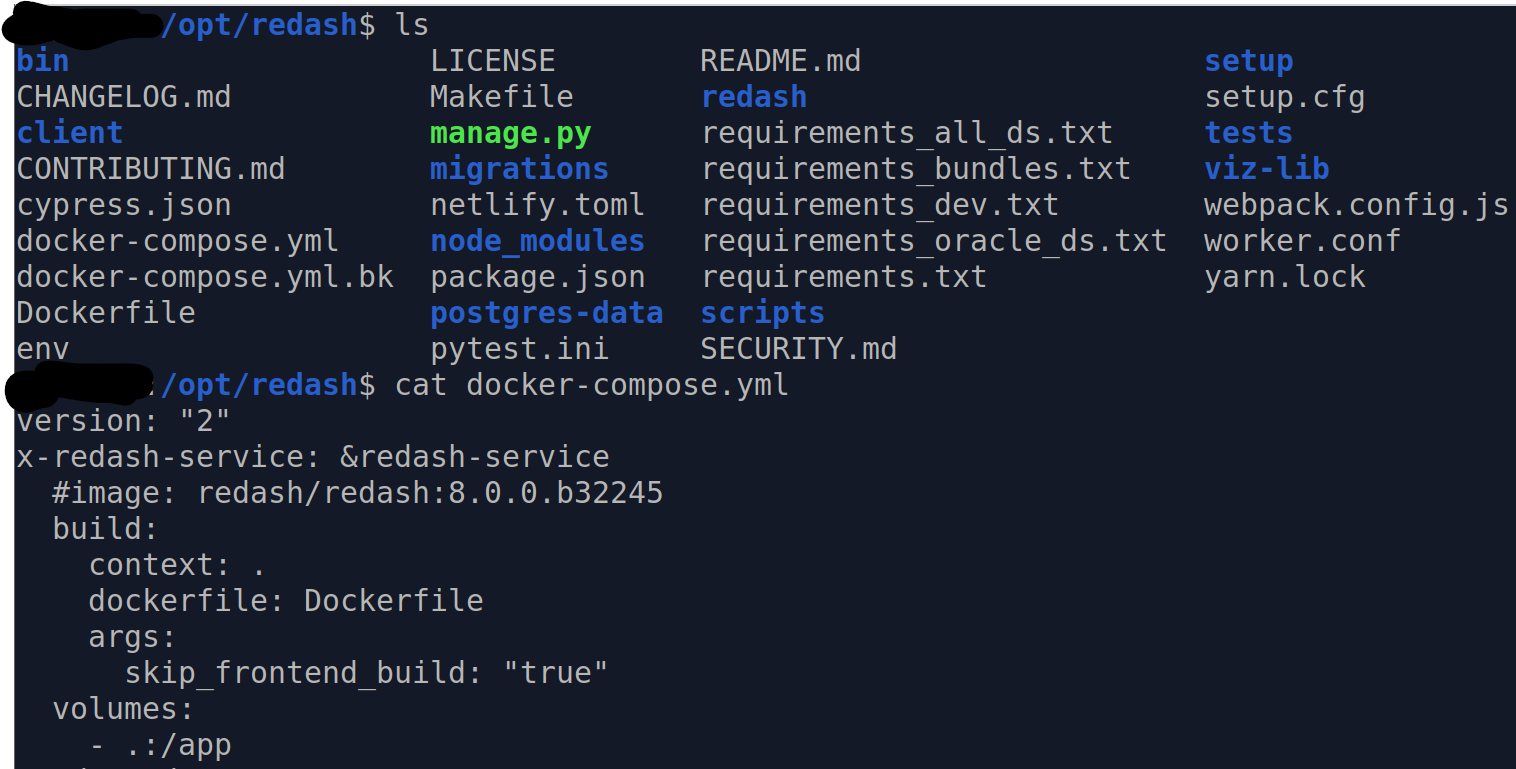 /opt/redash$ ls
bin LICENSE README.md setup
CHANGELOG.md Makefile redash setup.cfg
client manage.py requirements_all_ds.txt tests
CONTRIBUTING.md migrations requirements_bundles.txt viz-lib
cypress.json netlify.toml requirements_dev.txt webpack.config.js
docker-compose.yml node_modules requirements_oracle_ds.txt worker.conf
docker-compose.yml.bk package.json requirements.txt yarn.lock
Dockerfile postgres-data scripts
env pytest.ini SECURITY.md
:/opt/redash$ cat docker-compose.yml
version: "2"
x-redash-service: &redash-service
  #image: redash/redash:8.0.0.b32245
  build:
    context: .
    dockerfile: Dockerfile
    args:
      skip_frontend_build: "true"
  volumes:
    - .:/app